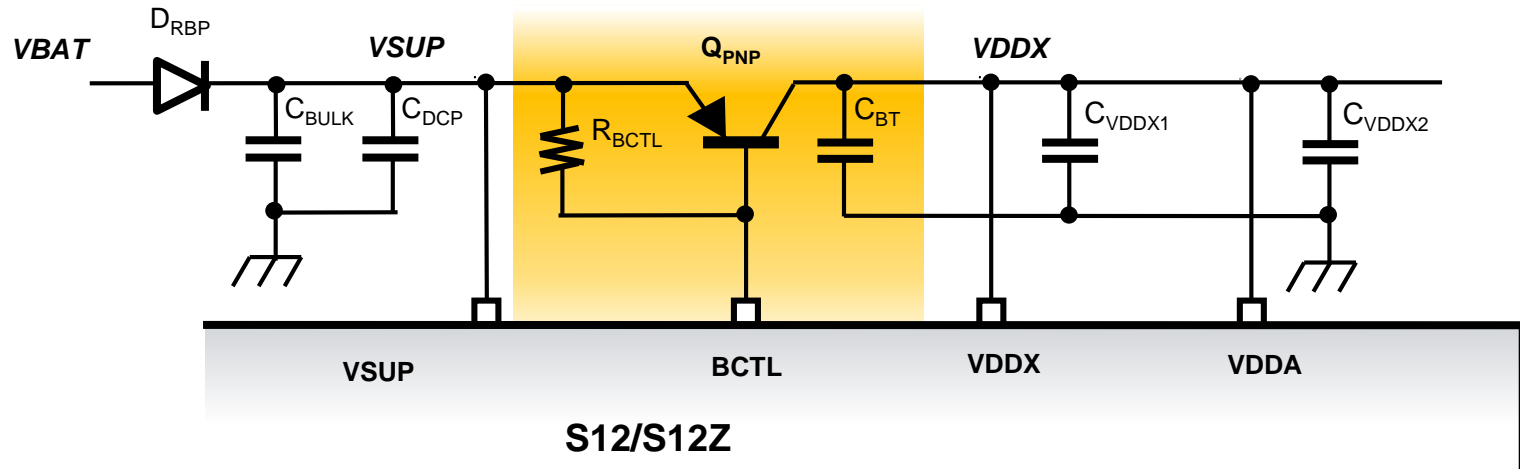 D_RBP
VBAT
VSUP
Q_PNP
VDDX
C_BULK
C_DCP
R_BCTL
C_BT
C_VDDX1
C_VDDX2
VSUP
BCTL
VDDX
VDDA
S12/S12Z